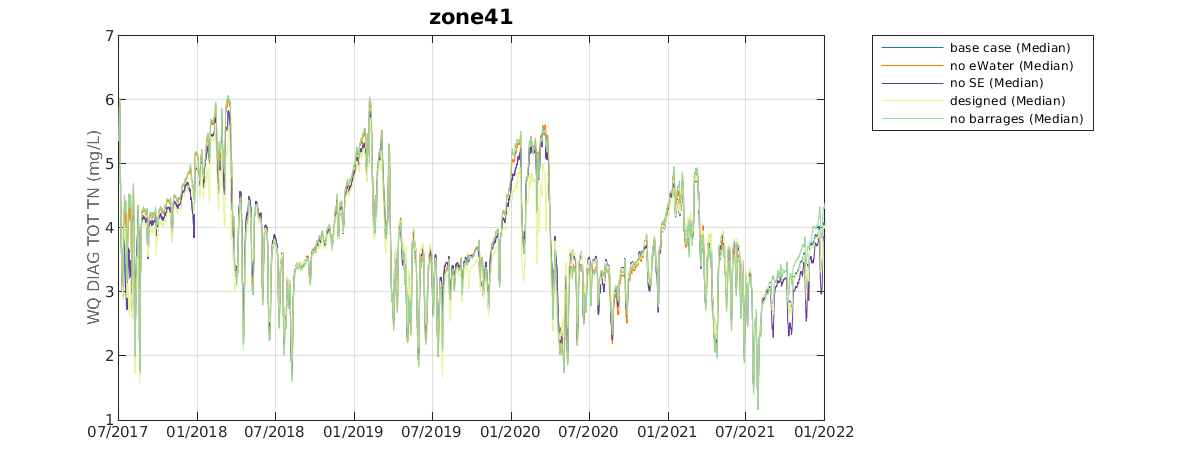 zone41
7
6
5
4
3
2
1
WQ DIAG TOT TN (mg/L)
07/2017 01/2018 07/2018 01/2019 07/2019 01/2020 07/2020 01/2021 07/2021 01/2022
base case (Median)
no eWater (Median)
no SE (Median)
designed (Median)
no barrages (Median)